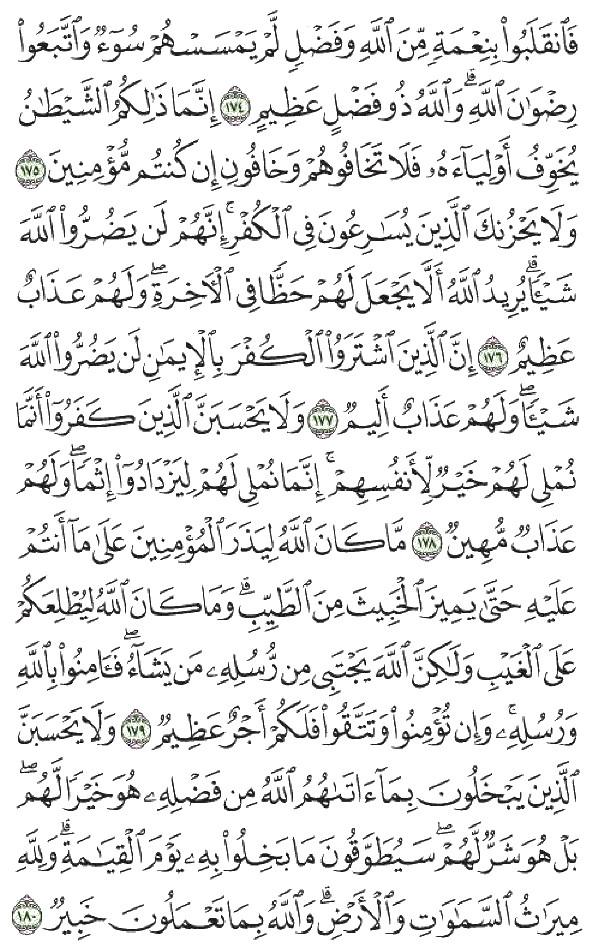 فَٱنقَلَبُوا۟ بِنِعْمَةٍ مِّنَ ٱللَّهِ وَفَضْلٍ لَّمْ يَمْسَسْهُمْ سُوٓءٌ وَٱتَّبَعُوا۟
رِضْوَٰنَ ٱللَّهِ ۗ وَٱللَّهُ ذُو فَضْلٍ عَظِيمٍ ١٧٤ إِنَّمَا ذَٰلِكُمُ ٱلشَّيْطَٰنُ
يُخَوِّفُ أَوْلِيَآءَهُۥ فَلَا تَخَافُوهُمْ وَخَافُونِ إِن كُنتُم مُّؤْمِنِينَ ١٧٥
وَلَا يَحْزُنكَ ٱلَّذِينَ يُسَٰرِعُونَ فِى ٱلْكُفْرِ ۚ إِنَّهُمْ لَن يَضُرُّوا۟ ٱللَّهَ
شَيْـًٔا ۗ يُرِيدُ ٱللَّهُ أَلَّا يَجْعَلَ لَهُمْ حَظًّا فِى ٱلْـَٔاخِرَةِ ۖ وَلَهُمْ عَذَابٌ
عَظِيمٌ ١٧٦ إِنَّ ٱلَّذِينَ ٱشْتَرَوُا۟ ٱلْكُفْرَ بِٱلْإِيمَٰنِ لَن يَضُرُّوا۟ ٱللَّهَ
شَيْـًٔا ۖ وَلَهُمْ عَذَابٌ أَلِيمٌ ١٧٧ وَلَا يَحْسَبَنَّ ٱلَّذِينَ كَفَرُوٓا۟ أَنَّمَا
نُمْلِى لَهُمْ خَيْرٌ لِّأَنفُسِهِمْ ۚ إِنَّمَا نُمْلِى لَهُمْ لِيَزْدَادُوٓا۟ إِثْمًا ۖ وَلَهُمْ
عَذَابٌ مُّهِينٌ ١٧٨ مَّا كَانَ ٱللَّهُ لِيَذَرَ ٱلْمُؤْمِنِينَ عَلَىٰ مَآ أَنتُمْ
عَلَيْهِ حَتَّىٰ يَمِيزَ ٱلْخَبِيثَ مِنَ ٱلطَّيِّبِ ۗ وَمَا كَانَ ٱللَّهُ لِيُطْلِعَكُمْ
عَلَى ٱلْغَيْبِ وَلَٰكِنَّ ٱللَّهَ يَجْتَبِى مِن رُّسُلِهِۦ مَن يَشَآءُ ۖ فَـَٔامِنُوا۟ بِٱللَّهِ
وَرُسُلِهِۦ ۚ وَإِن تُؤْمِنُوا۟ وَتَتَّقُوا۟ فَلَكُمْ أَجْرٌ عَظِيمٌ ١٧٩ وَلَا يَحْسَبَنَّ
ٱلَّذِينَ يَبْخَلُونَ بِمَآ ءَاتَىٰهُمُ ٱللَّهُ مِن فَضْلِهِۦ هُوَ خَيْرًا لَّهُم ۖ
بَلْ هُوَ شَرٌّ لَّهُمْ ۖ سَيُطَوَّقُونَ مَا بَخِلُوا۟ بِهِۦ يَوْمَ ٱلْقِيَٰمَةِ ۗ وَلِلَّهِ
مِيرَٰثُ ٱلسَّمَٰوَٰتِ وَٱلْأَرْضِ ۗ وَٱللَّهُ بِمَا تَعْمَلُونَ خَبِيرٌ ١٨٠